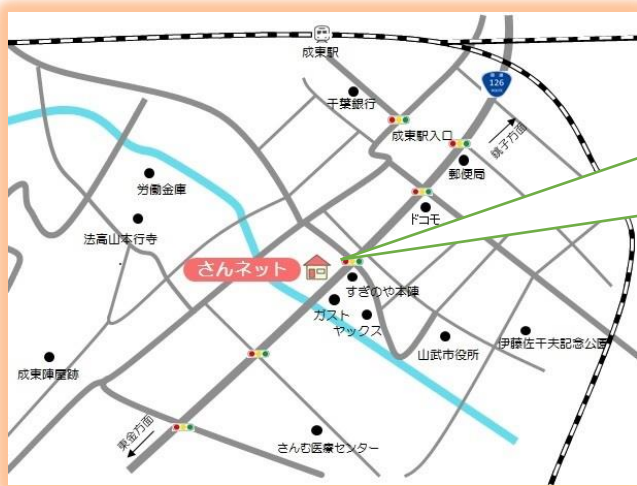 成東駅
千葉銀行
126
成東駅入口
銚子方面
郵便局
労働金庫
ドコモ
法高山本行寺
さんネット
すぎのや本陣
ガスト
ヤックス
山武市役所
伊藤佐千夫記念公園
成東陣屋跡
東金方面
さんむ医療センター